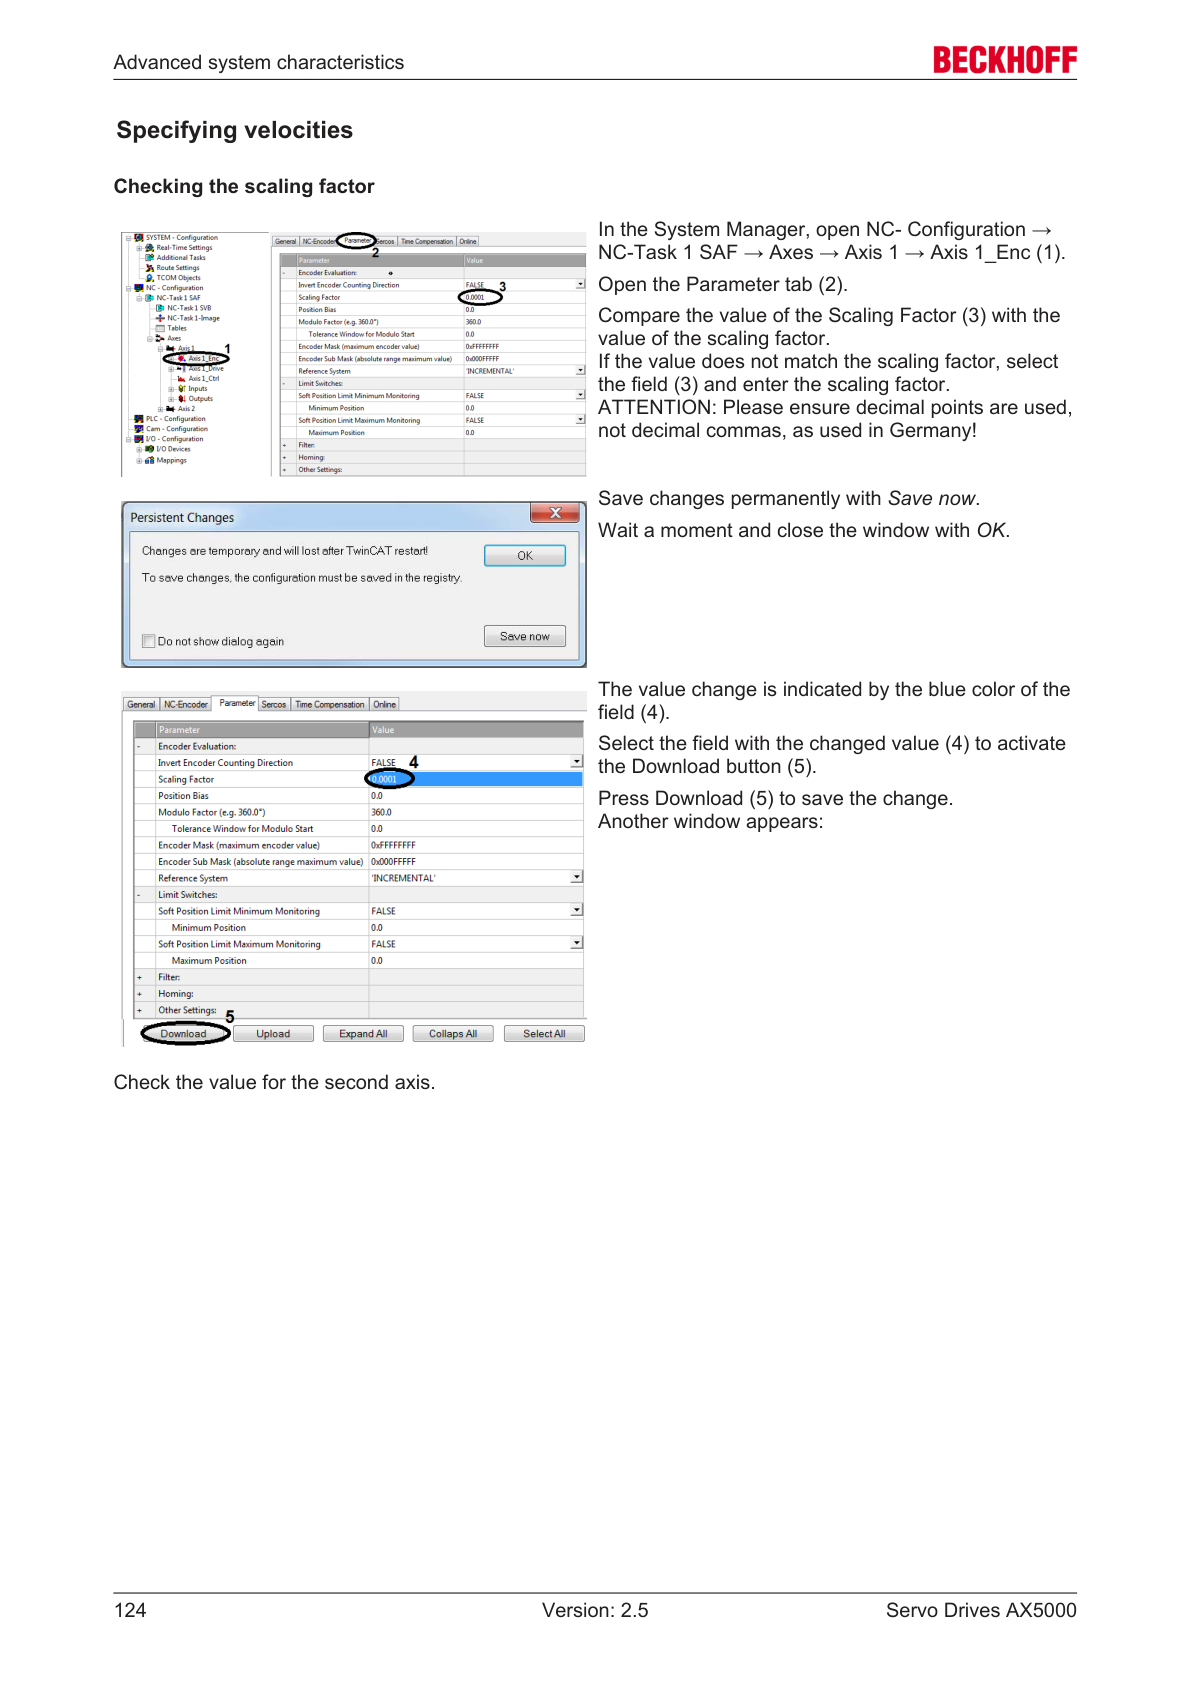 Advanced system characteristics
BECKHOFF
Specifying velocities
Checking the scaling factor
SYSTEM - Configuration
Real-Time Settings
Additional Tasks
Route Settings
TCOM Objects
NC - Configuration
NC-Task 1 SAF
NC-Task 1 SVB
NC-Task 1-Image
Tables
Axes
Axis 1
1
Axis 1_Enc
Axis 1_Drive
Axis 1_Ctrl
Inputs
Outputs
Axis 2
PLC - Configuration
Cam - Configuration
I/O - Configuration
I/O Devices
Mappings
General NC-Encoder Parameter Sercos Time Compensation Online
2
Parameter Value
- Encoder Evaluation:
Invert Encoder Counting Direction FALSE 3
Scaling Factor 0.0001
Position Bias 0.0
Modulo Factor (e.g. 360.0°) 360.0
Tolerance Window for Modulo Start 0.0
Encoder Mask (maximum encoder value) 0xFFFFFFFF
Encoder Sub Mask (absolute range maximum value) 0x000FFFFF
Reference System 'INCREMENTAL'
- Limit Switches:
Soft Position Limit Minimum Monitoring FALSE
Minimum Position 0.0
Soft Position Limit Maximum Monitoring FALSE
Maximum Position 0.0
+ Filter:
+ Homing:
+ Other Settings:
In the System Manager, open NC- Configuration →
NC-Task 1 SAF → Axes → Axis 1 → Axis 1_Enc (1).
Open the Parameter tab (2).
Compare the value of the Scaling Factor (3) with the
value of the scaling factor.
If the value does not match the scaling factor, select
the field (3) and enter the scaling factor.
ATTENTION: Please ensure decimal points are used,
not decimal commas, as used in Germany!
Persistent Changes
Changes are temporary and will lost after TwinCAT restart!
OK
To save changes, the configuration must be saved in the registry.
Do not show dialog again
Save now
Save changes permanently with Save now.
Wait a moment and close the window with OK.
General NC-Encoder Parameter Sercos Time Compensation Online
Parameter Value
- Encoder Evaluation:
Invert Encoder Counting Direction FALSE 4
Scaling Factor 0.0001
Position Bias 0.0
Modulo Factor (e.g. 360.0°) 360.0
Tolerance Window for Modulo Start 0.0
Encoder Mask (maximum encoder value) 0xFFFFFFFF
Encoder Sub Mask (absolute range maximum value) 0x000FFFFF
Reference System 'INCREMENTAL'
- Limit Switches:
Soft Position Limit Minimum Monitoring FALSE
Minimum Position 0.0
Soft Position Limit Maximum Monitoring FALSE
Maximum Position 0.0
+ Filter:
+ Homing:
+ Other Settings: 5
Download Upload Expand All Collaps All Select All
The value change is indicated by the blue color of the
field (4).
Select the field with the changed value (4) to activate
the Download button (5).
Press Download (5) to save the change.
Another window appears:
Check the value for the second axis.
124 Version: 2.5 Servo Drives AX5000